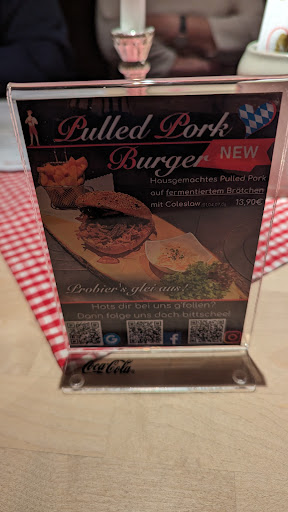 Pulled Pork
Burger NEW
Hausgemachtes Pulled Pork
auf fermentiertem Brötchen
mit Coleslaw 13,90€
Probier's glei aus!
Hots dir bei uns g'follen?
Dann folge uns doch bittschee!
Coca-Cola